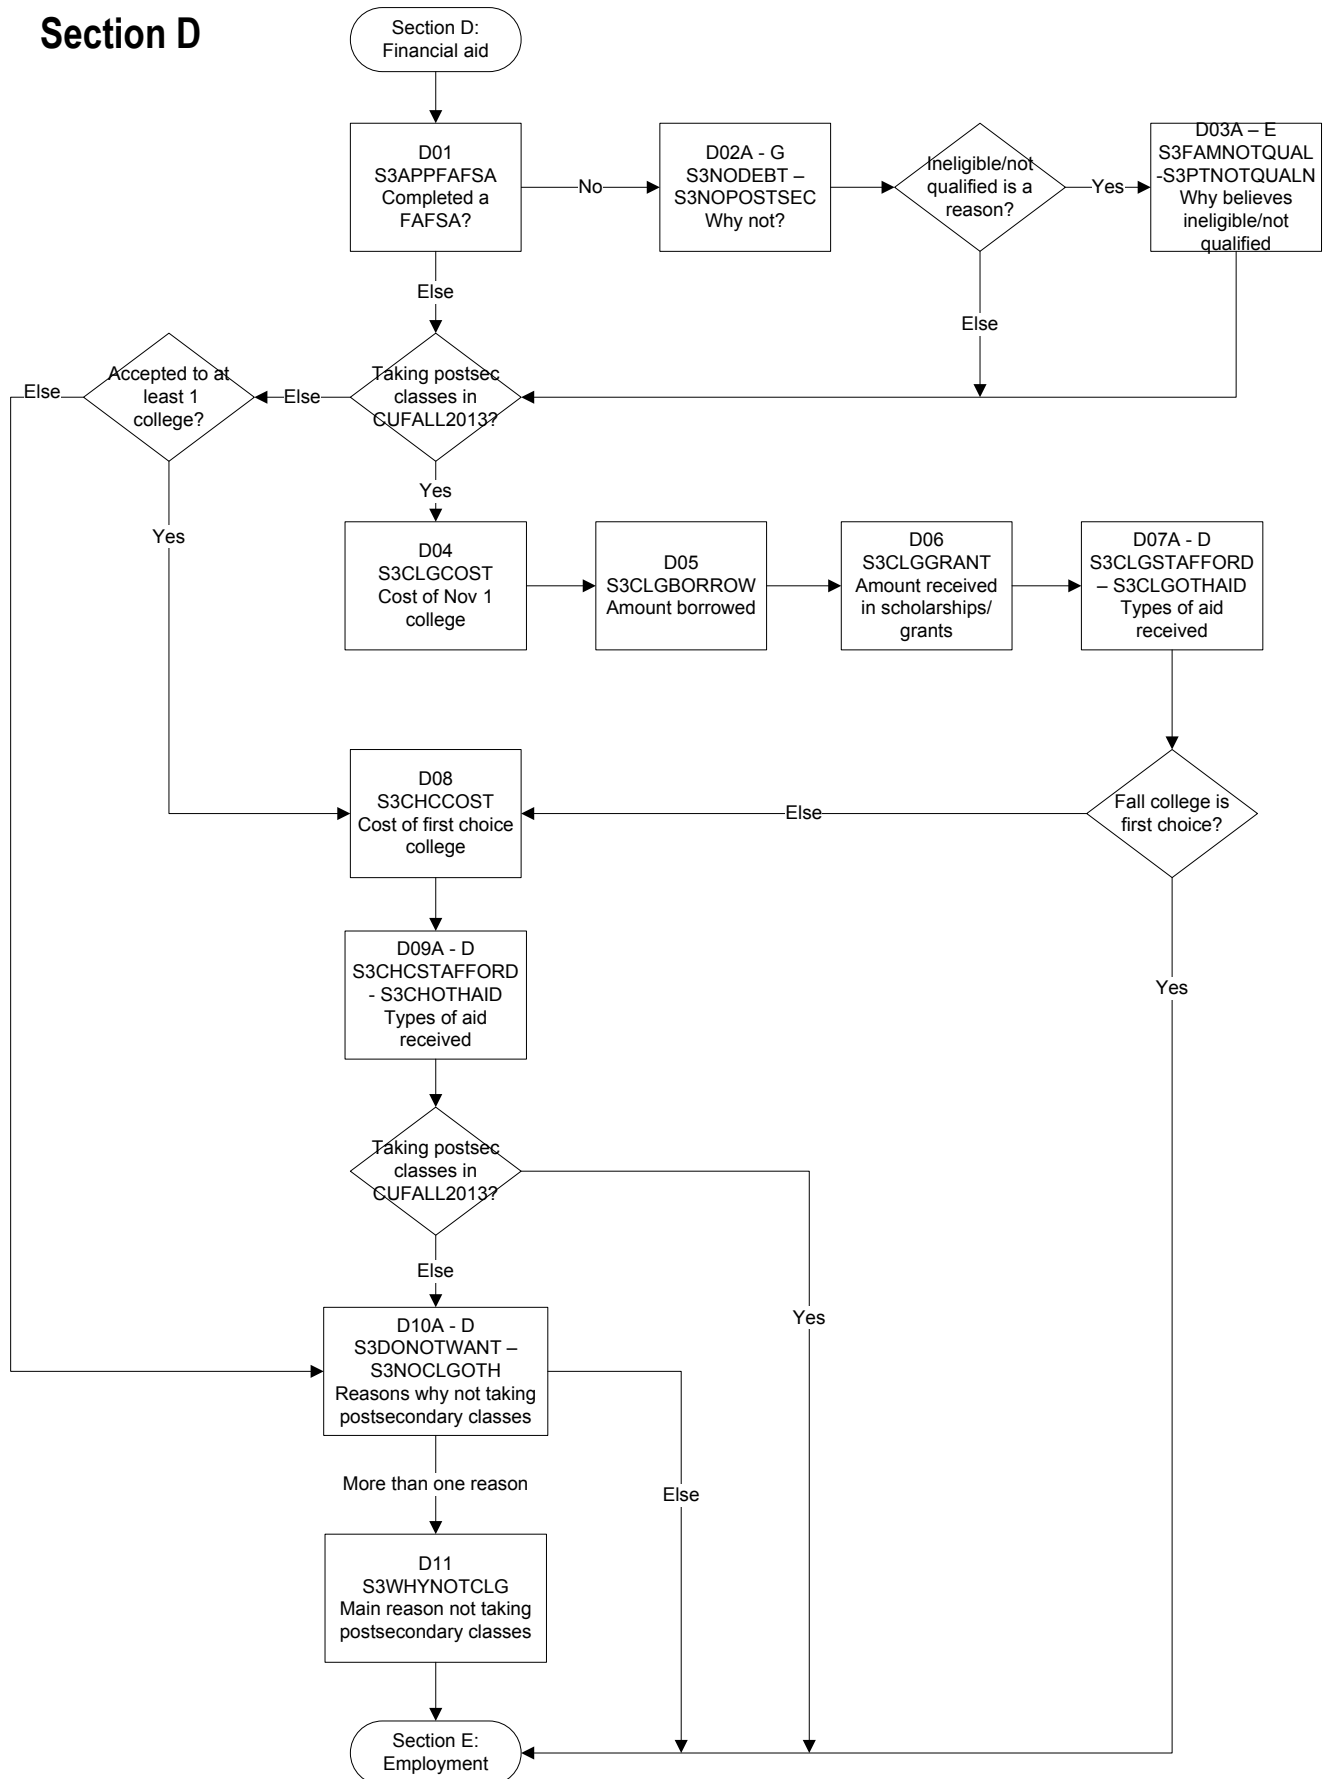 Section D
Section D:
Financial aid
D01
S3APPFAFSA
Completed a
FAFSA?
No
D02A - G
S3NODEBT –
S3NOPOSTSEC
Why not?
Ineligible/not
qualified is a
reason?
Yes
D03A – E
S3FAMNOTQUAL
-S3PTNOTQUALN
Why believes
ineligible/not
qualified
Else
Else
Else
Accepted to at
least 1
college?
Else
Taking postsec
classes in
CUFALL2013?
Yes
Yes
D04
S3CLGCOST
Cost of Nov 1
college
D05
S3CLGBORROW
Amount borrowed
D06
S3CLGGRANT
Amount received
in scholarships/
grants
D07A - D
S3CLGSTAFFORD
– S3CLGOTHAID
Types of aid
received
D08
S3CHCCOST
Cost of first choice
college
Else
Fall college is
first choice?
D09A - D
S3CHCSTAFFORD
- S3CHOTHAID
Types of aid
received
Yes
Taking postsec
classes in
CUFALL2013?
Else
Yes
D10A - D
S3DONOTWANT –
S3NOCLGOTH
Reasons why not taking
postsecondary classes
More than one reason
Else
D11
S3WHYNOTCLG
Main reason not taking
postsecondary classes
Section E:
Employment